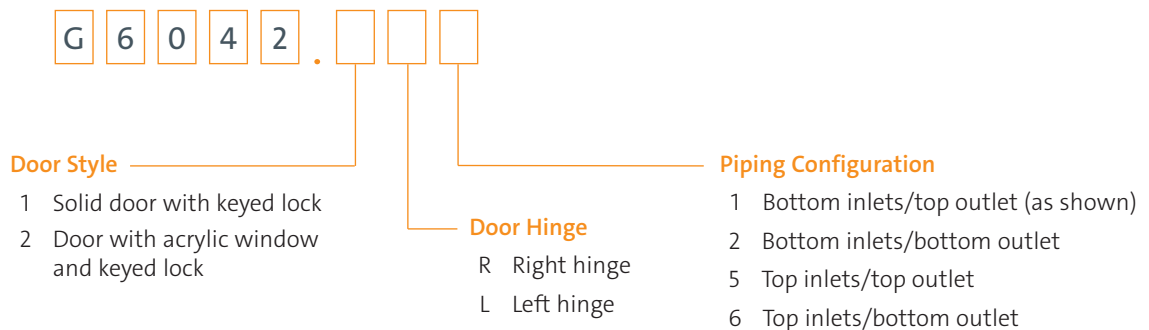 G 6 0 4 2 .
Door Style
1 Solid door with keyed lock
2 Door with acrylic window
and keyed lock
Door Hinge
R Right hinge
L Left hinge
Piping Configuration
1 Bottom inlets/top outlet (as shown)
2 Bottom inlets/bottom outlet
5 Top inlets/top outlet
6 Top inlets/bottom outlet